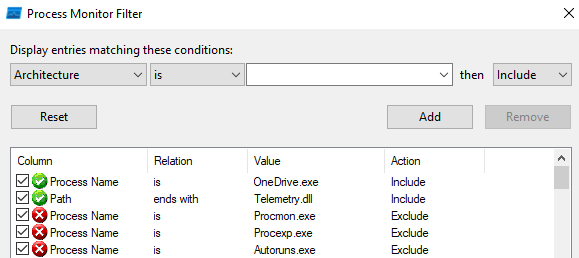 Process Monitor Filter
Display entries matching these conditions:
Architecture is then Include
Reset Add Remove
Column Relation Value Action
Process Name is OneDrive.exe Include
Path ends with Telemetry.dll Include
Process Name is Procmon.exe Exclude
Process Name is Procexp.exe Exclude
Process Name is Autoruns.exe Exclude